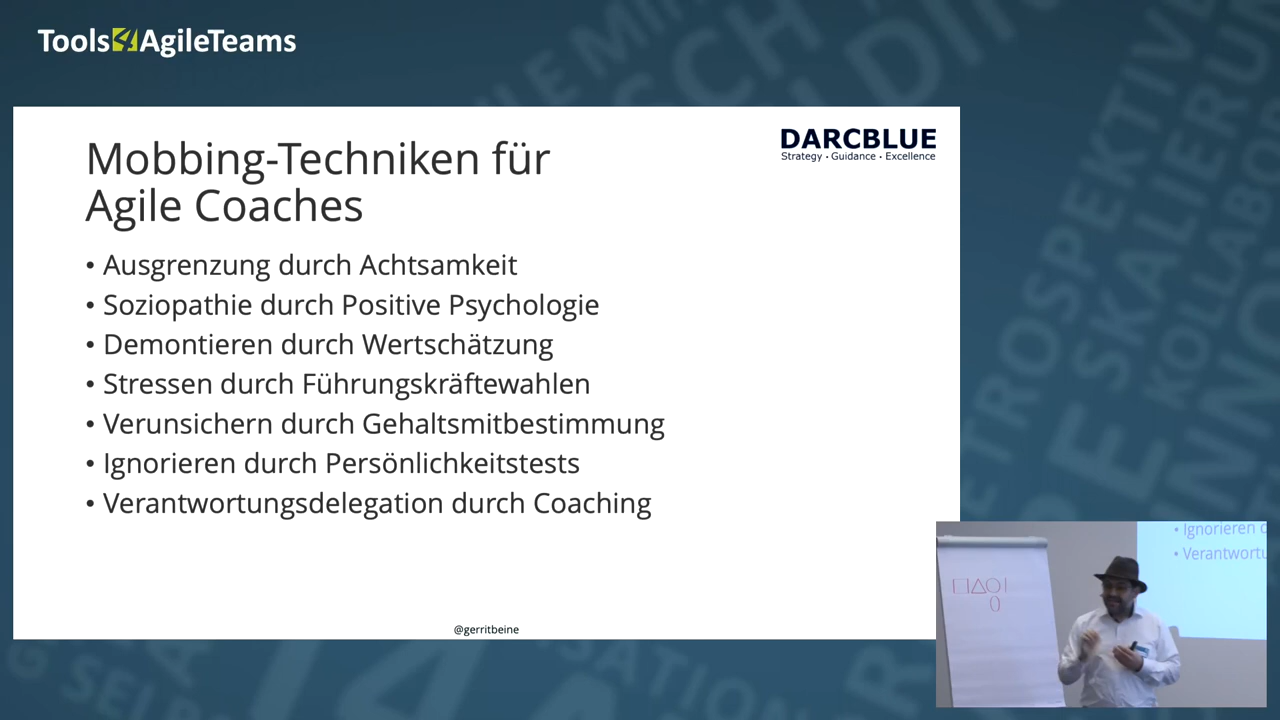 Tools4AgileTeams
DARCBLUE
Strategy • Guidance • Excellence
Mobbing-Techniken für
Agile Coaches
• Ausgrenzung durch Achtsamkeit
• Soziopathie durch Positive Psychologie
• Demontieren durch Wertschätzung
• Stressen durch Führungskräftewahlen
• Verunsichern durch Gehaltsmitbestimmung
• Ignorieren durch Persönlichkeitstests
• Verantwortungsdelegation durch Coaching
@gerritbeine
• Ignorieren d
• Verantwortu